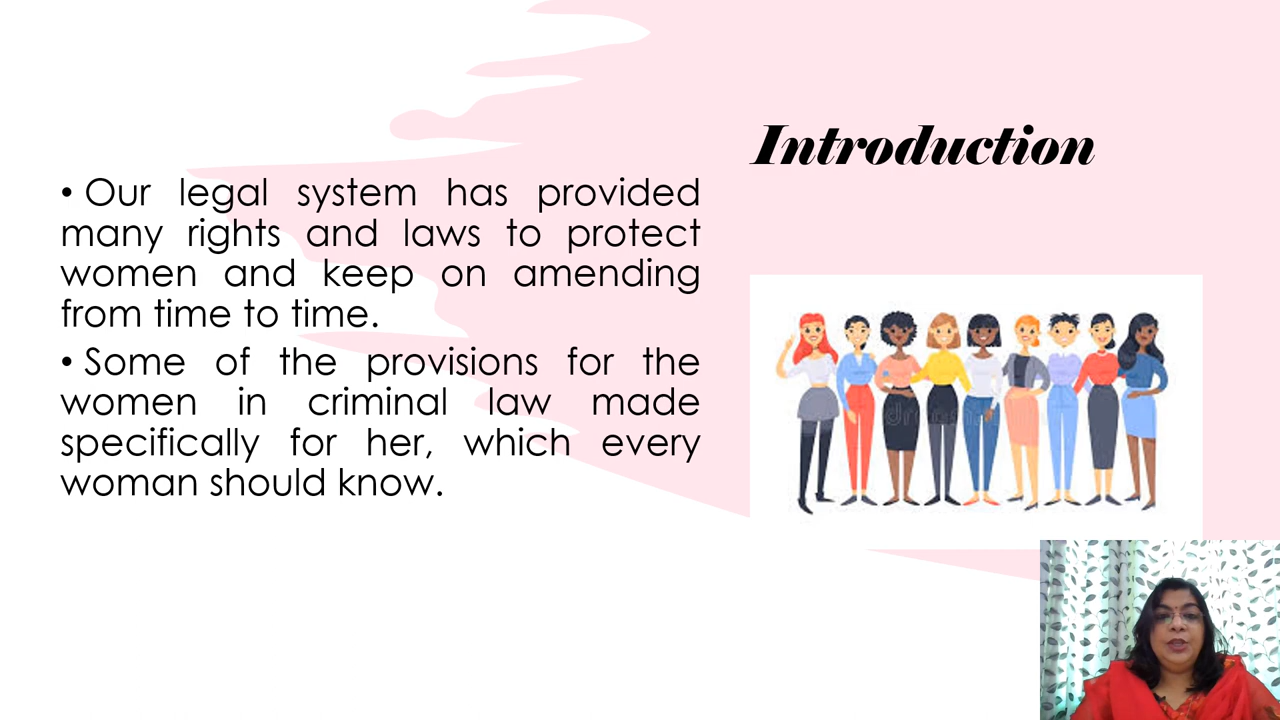 Introduction
• Our legal system has provided
many rights and laws to protect
women and keep on amending
from time to time.
• Some of the provisions for the
women in criminal law made
specifically for her, which every
woman should know.